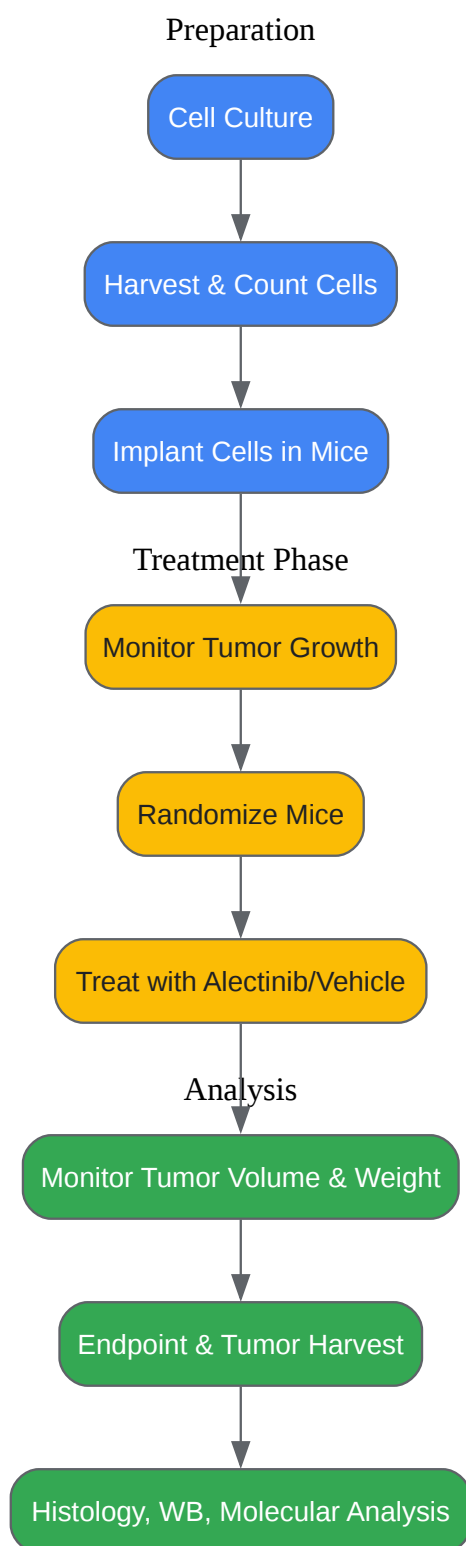 Preparation
Cell Culture
Harvest & Count Cells
Implant Cells in Mice
Treatment Phase
Monitor Tumor Growth
Randomize Mice
Treat with Alectinib/Vehicle
Analysis
Monitor Tumor Volume & Weight
Endpoint & Tumor Harvest
Histology, WB, Molecular Analysis